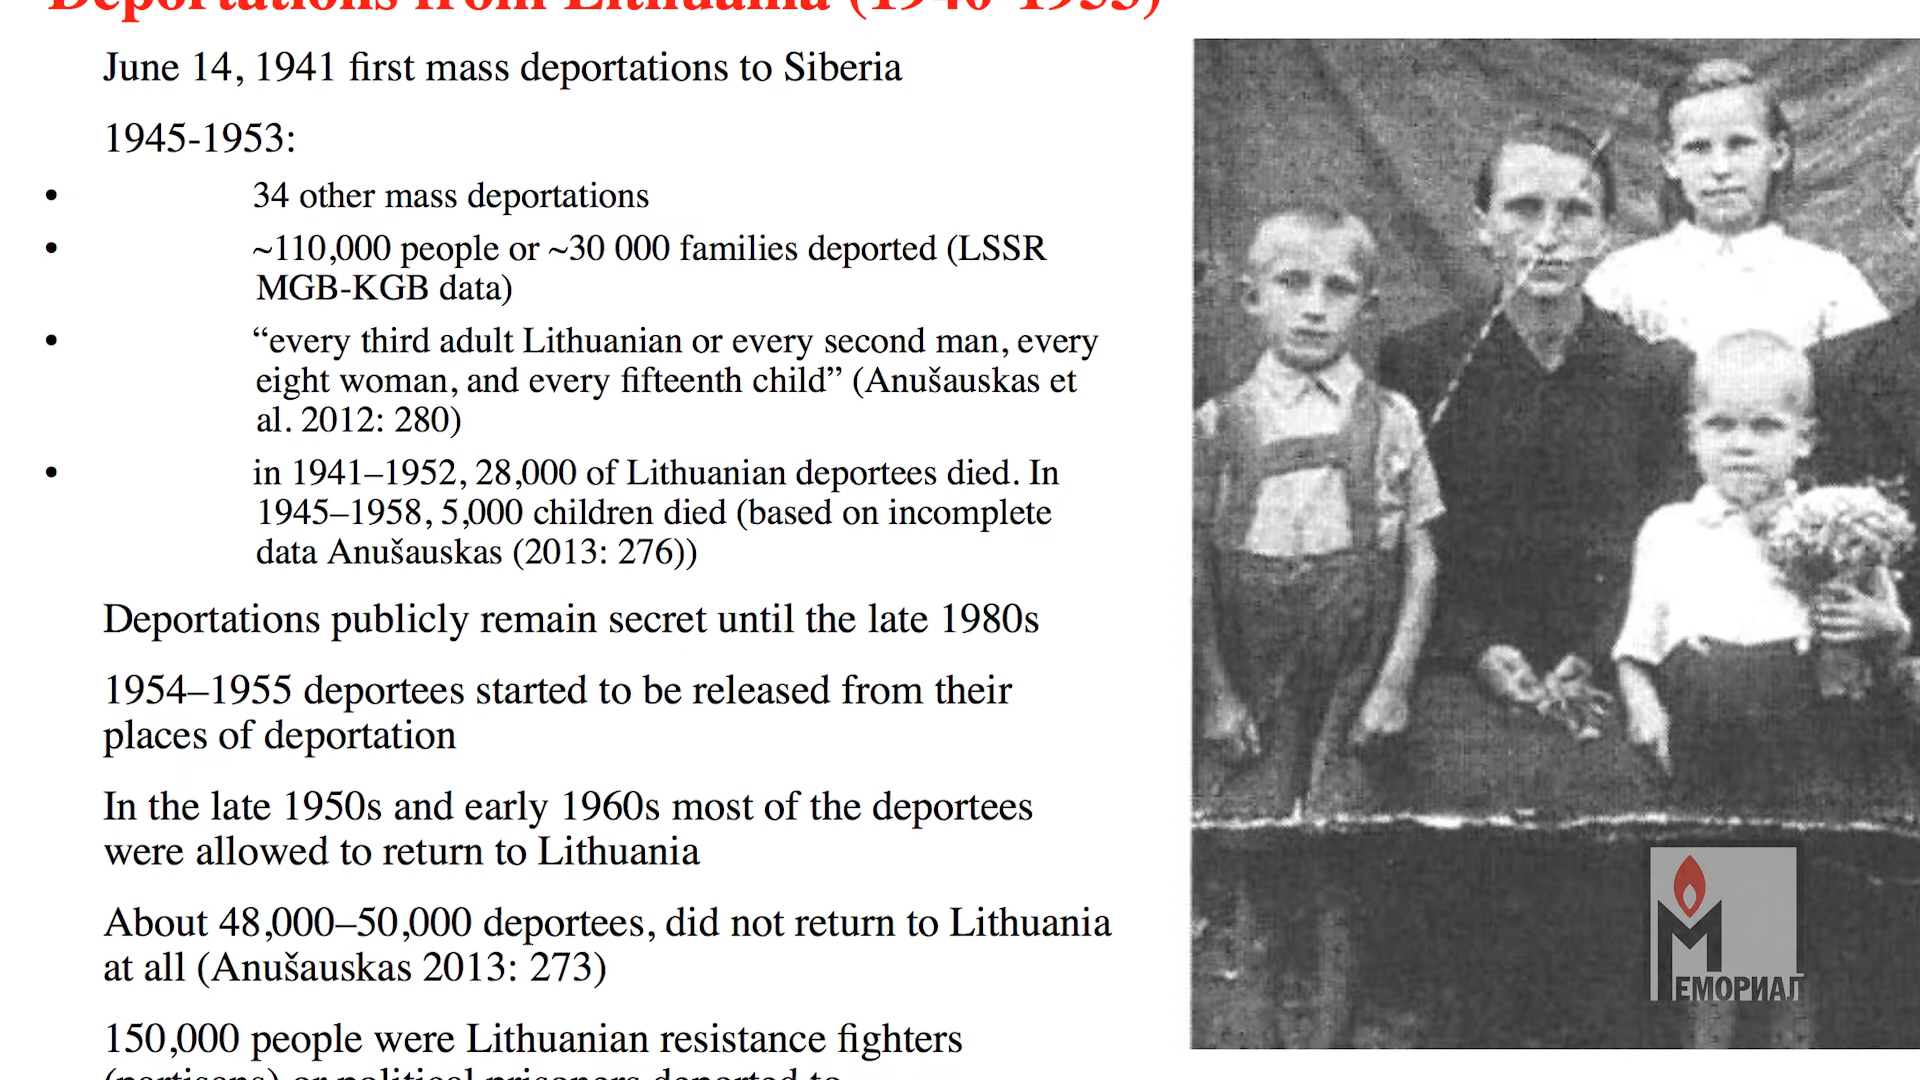 Deportations from Lithuania (1940-1953)
June 14, 1941 first mass deportations to Siberia
1945-1953:
• 34 other mass deportations
• ~110,000 people or ~30 000 families deported (LSSR
MGB-KGB data)
• “every third adult Lithuanian or every second man, every
eight woman, and every fifteenth child” (Anušauskas et
al. 2012: 280)
• in 1941–1952, 28,000 of Lithuanian deportees died. In
1945–1958, 5,000 children died (based on incomplete
data Anušauskas (2013: 276))
Deportations publicly remain secret until the late 1980s
1954–1955 deportees started to be released from their
places of deportation
In the late 1950s and early 1960s most of the deportees
were allowed to return to Lithuania
About 48,000–50,000 deportees, did not return to Lithuania
at all (Anušauskas 2013: 273)
150,000 people were Lithuanian resistance fighters
(partisans) or political prisoners deported to
МЕМОРИАЛ